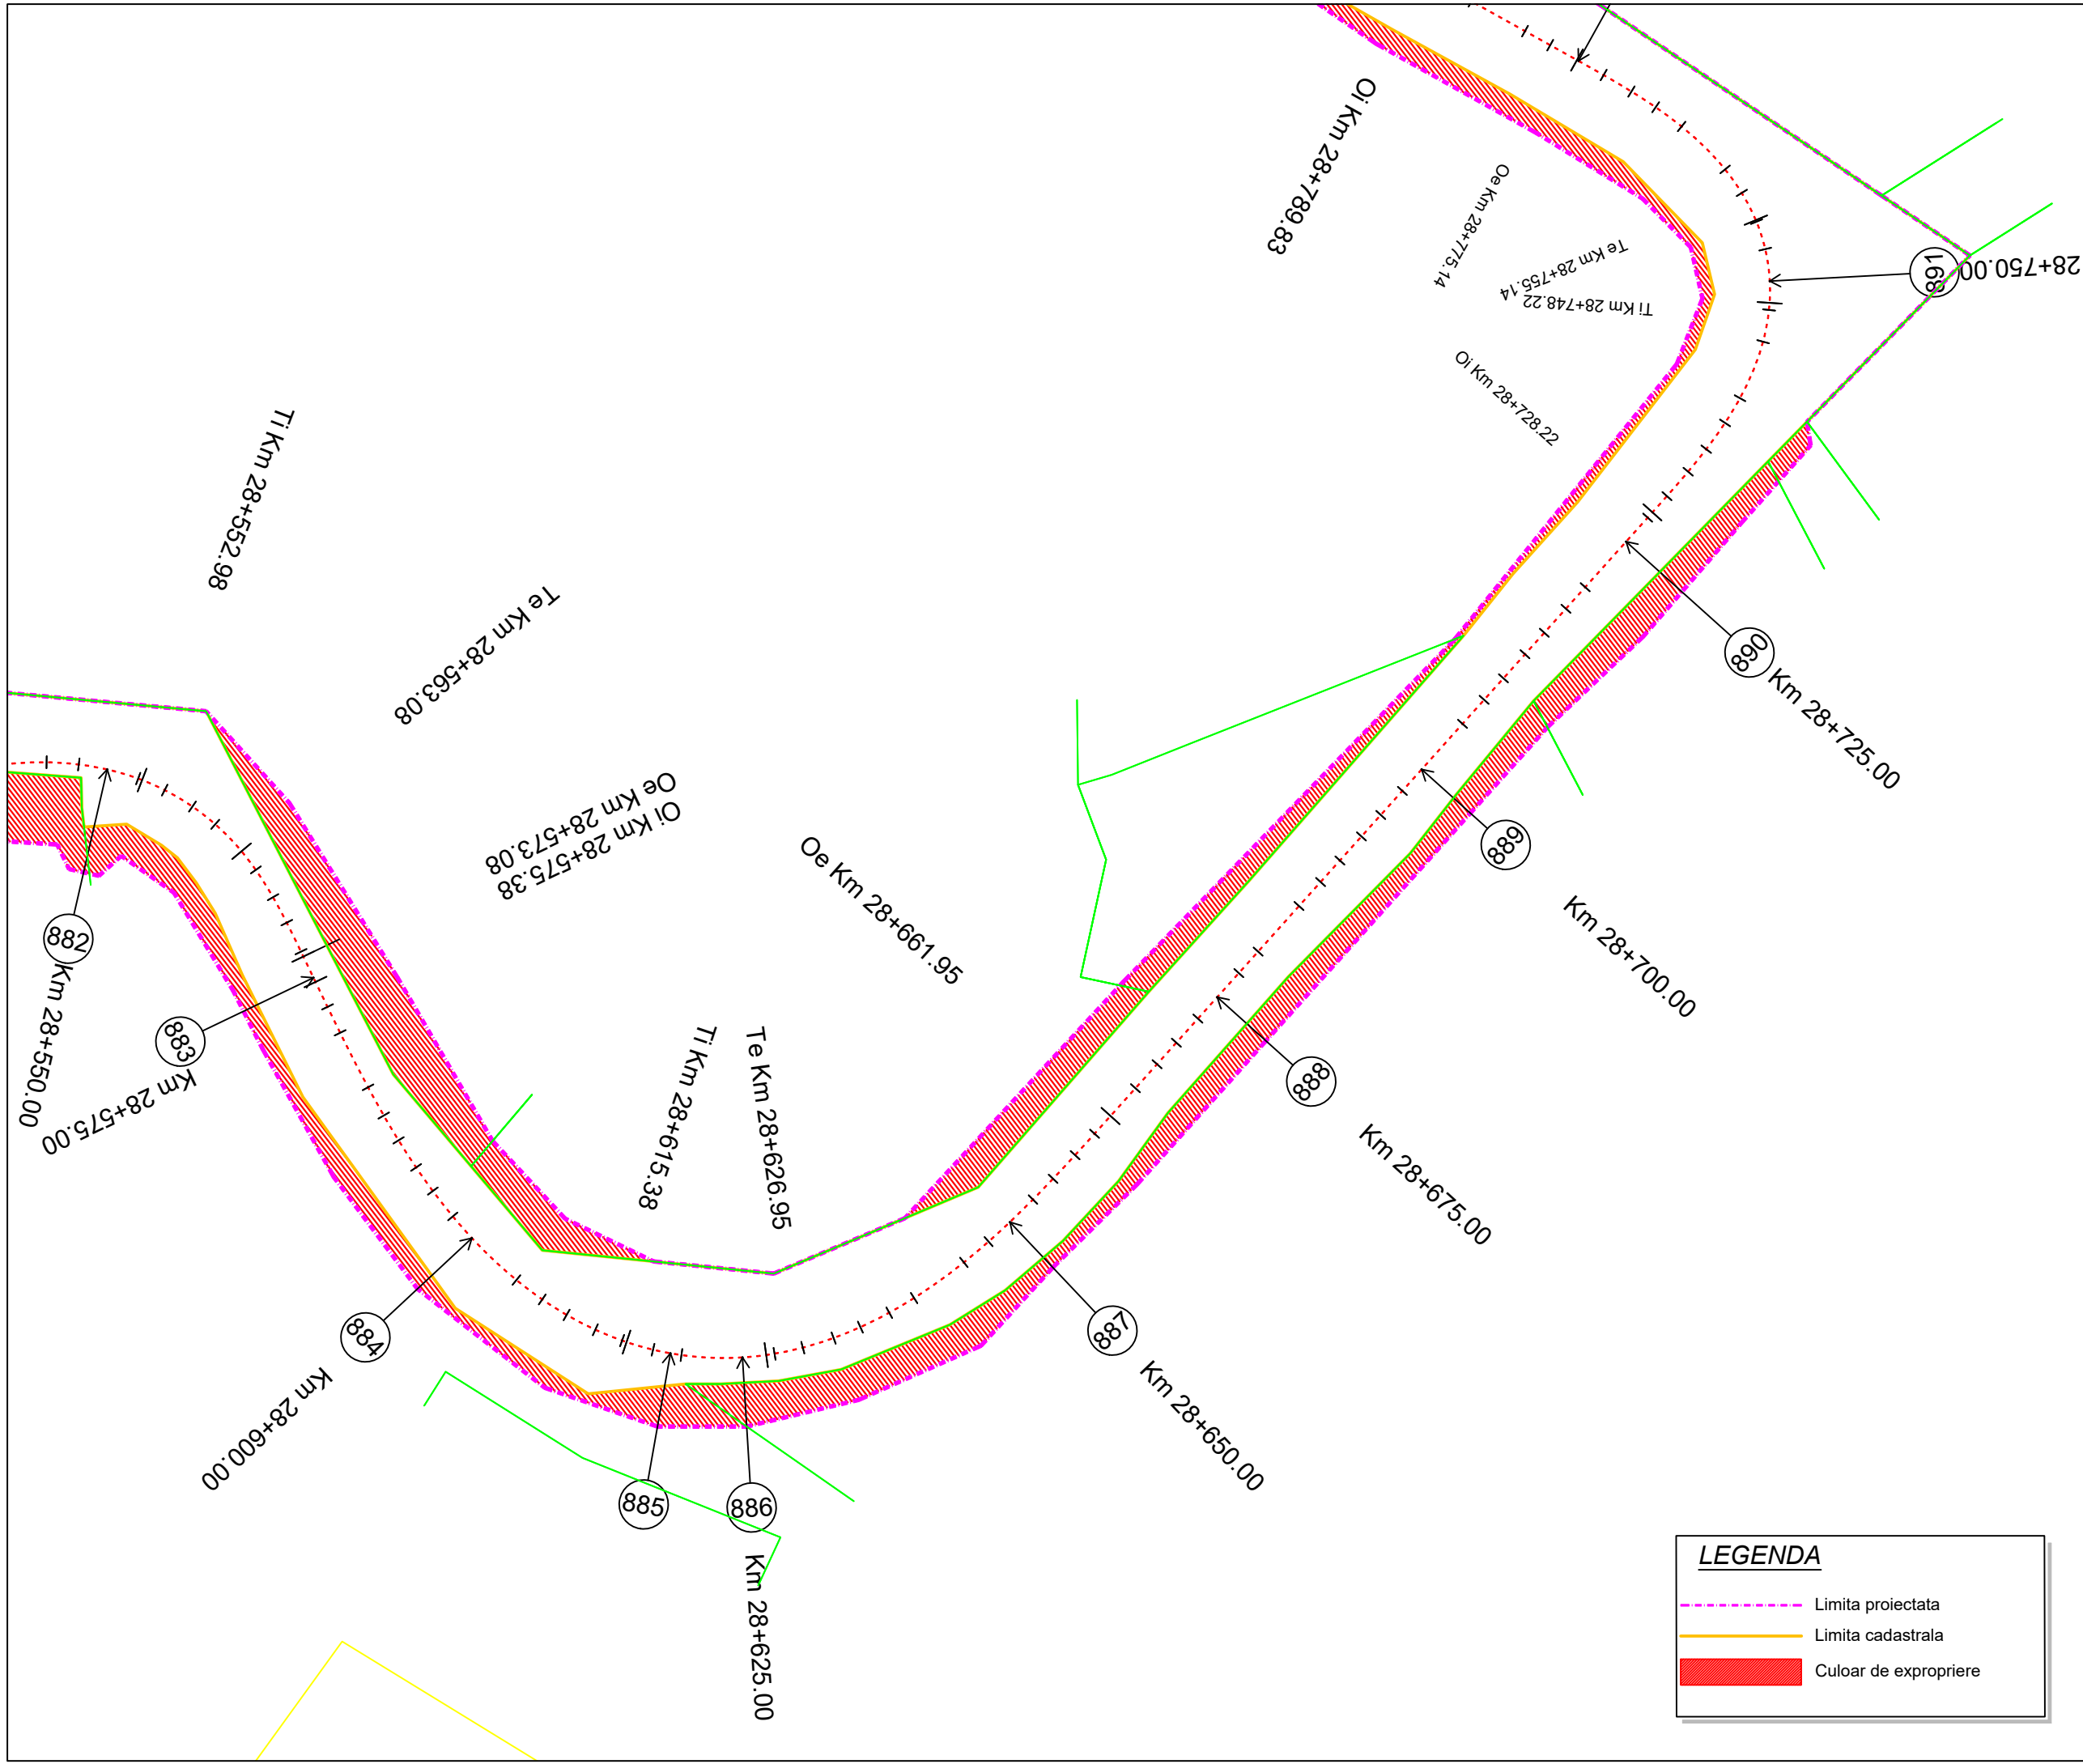 Oi Km 28+789.83
Oe Km 28+775.14
Te Km 28+755.14
Ti Km 28+748.22
Oi Km 28+728.22
891
28+750.00
Ti Km 28+552.98
Te Km 28+563.08
Oe Km 28+573.08
Oi Km 28+575.38
Oe Km 28+661.95
Ti Km 28+615.38
Te Km 28+626.95
882
Km 28+550.00
883
Km 28+575.00
884
Km 28+600.00
885
886
Km 28+625.00
887
Km 28+650.00
888
Km 28+675.00
889
Km 28+700.00
890
Km 28+725.00
LEGENDA
Limita proiectata
Limita cadastrala
Culoar de expropriere